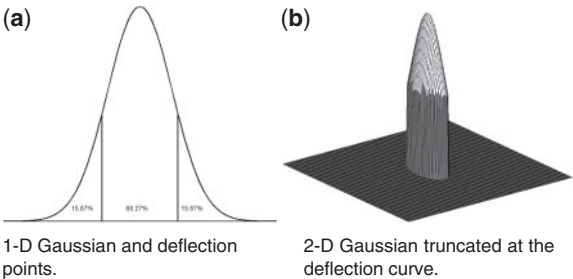 (a)
(b)
15.87%
68.27%
15.87%
1-D Gaussian and deflection
points.
2-D Gaussian truncated at the
deflection curve.